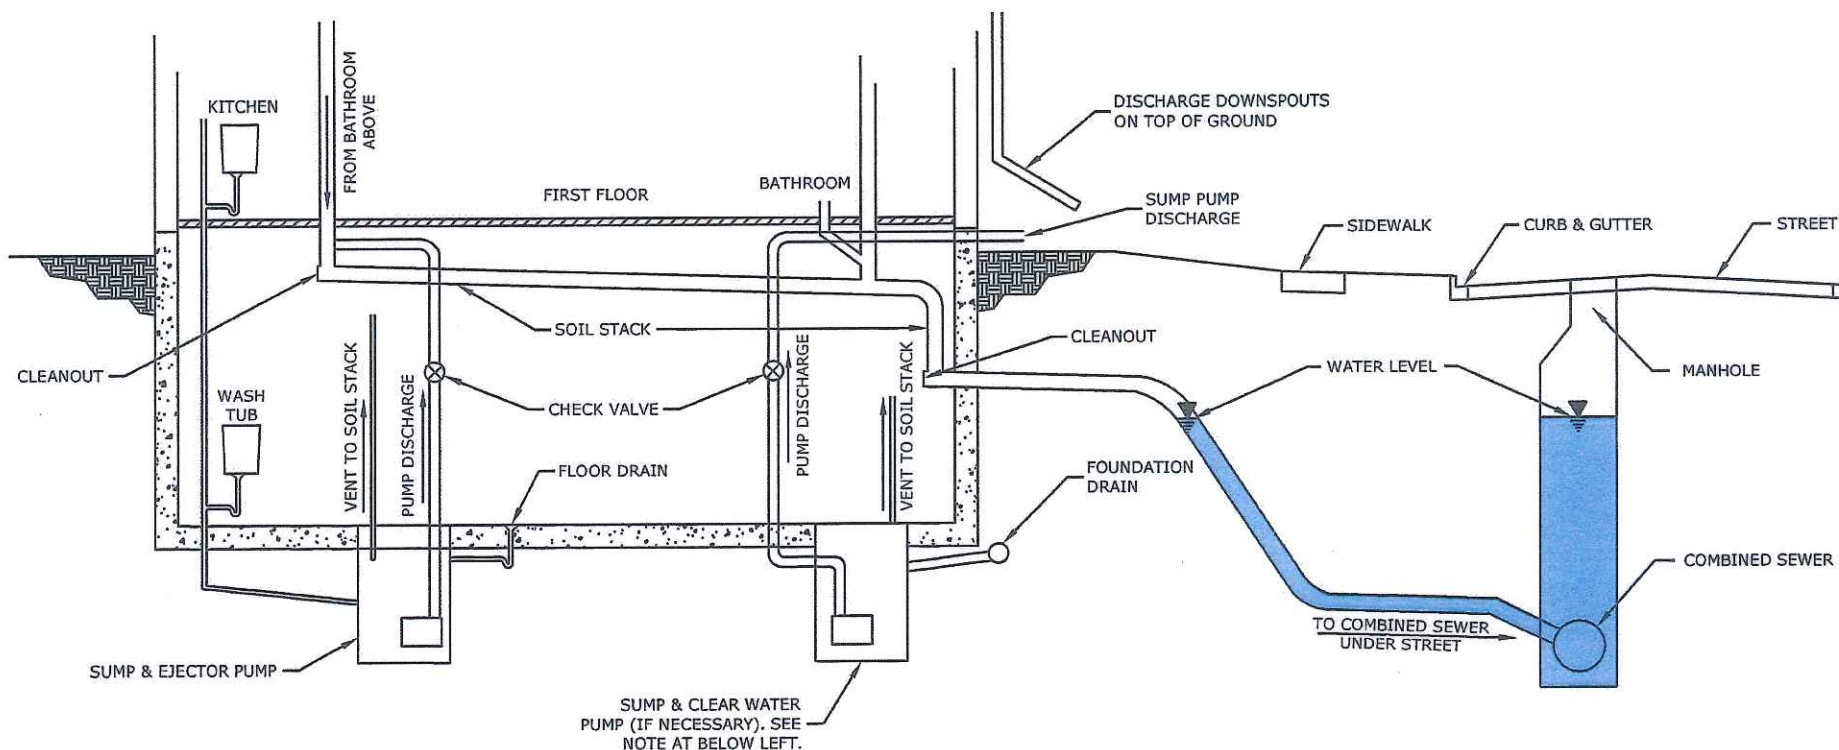 KITCHEN
FROM BATHROOM
ABOVE
DISCHARGE DOWNSPOUTS
ON TOP OF GROUND
FIRST FLOOR
BATHROOM
SUMP PUMP
DISCHARGE
SIDEWALK
CURB & GUTTER
STREET
SOIL STACK
CLEANOUT
CLEANOUT
WATER LEVEL
MANHOLE
WASH
TUB
VENT TO SOIL STACK
PUMP DISCHARGE
CHECK VALVE
PUMP DISCHARGE
VENT TO SOIL STACK
FLOOR DRAIN
FOUNDATION
DRAIN
COMBINED SEWER
TO COMBINED SEWER
UNDER STREET
SUMP & EJECTOR PUMP
SUMP & CLEAR WATER
PUMP (IF NECESSARY). SEE
NOTE AT BELOW LEFT.